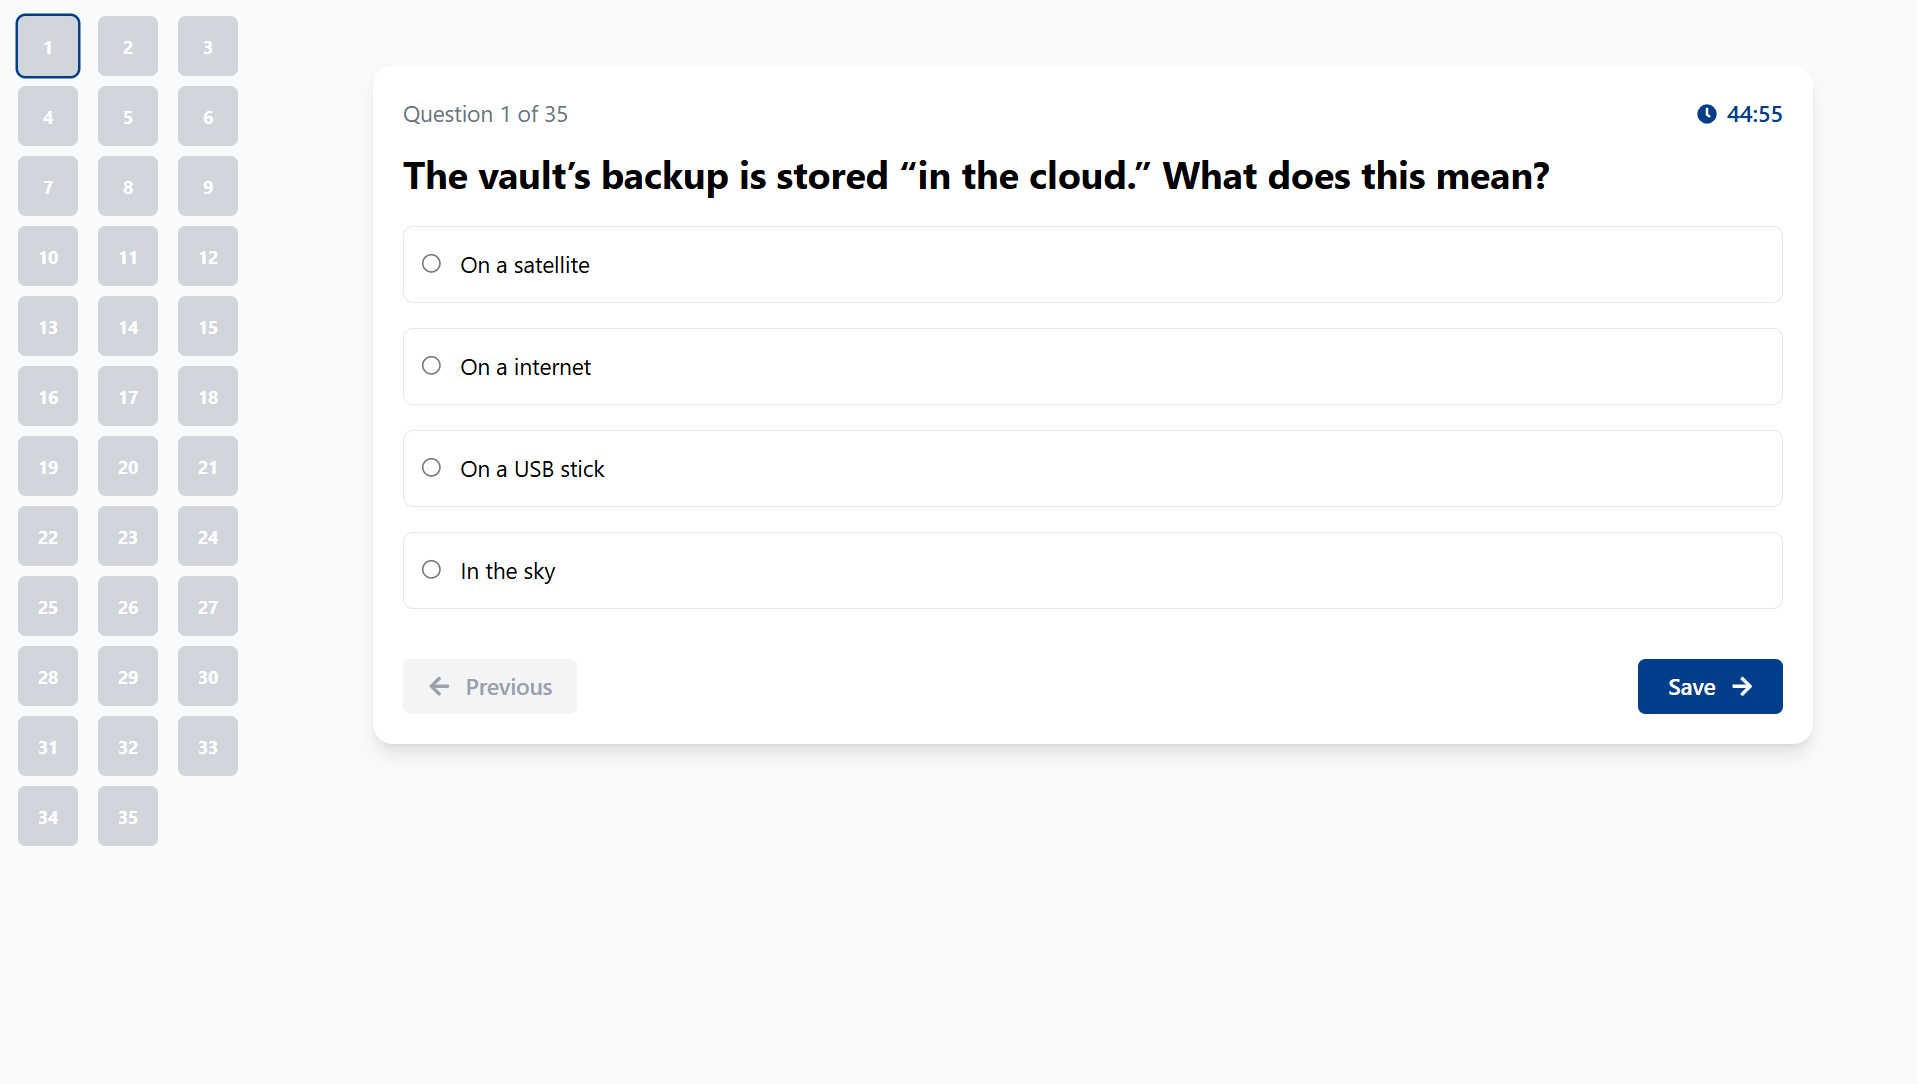 1 2 3
4 5 6
7 8 9
10 11 12
13 14 15
16 17 18
19 20 21
22 23 24
25 26 27
28 29 30
31 32 33
34 35
Question 1 of 35
44:55
The vault’s backup is stored “in the cloud.” What does this mean?
On a satellite
On a internet
On a USB stick
In the sky
Previous
Save